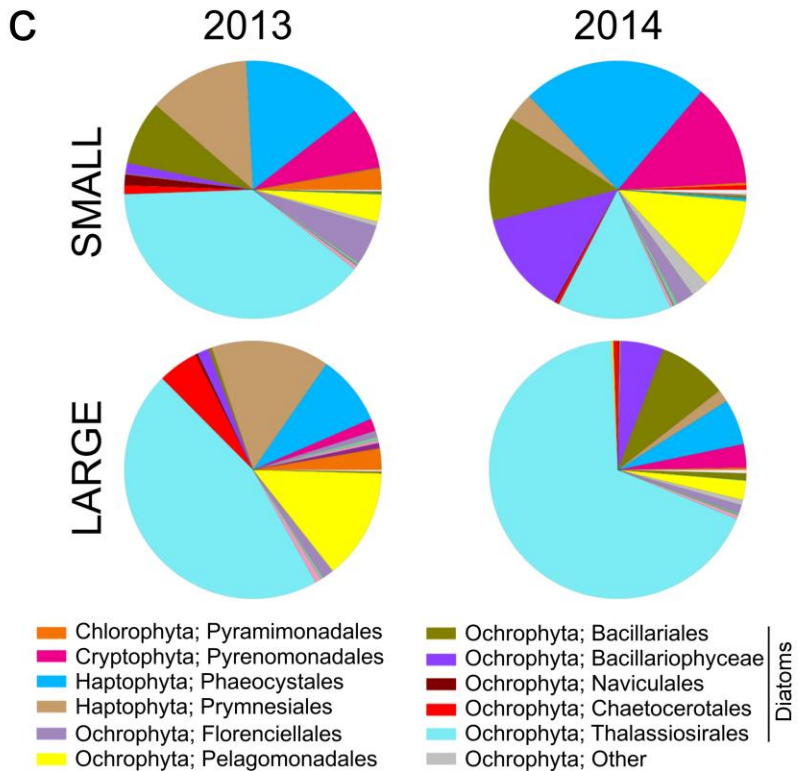 C
2013
2014
SMALL
LARGE
Chlorophyta; Pyramimonadales
Cryptophyta; Pyrenomonadales
Haptophyta; Phaeocystales
Haptophyta; Prymnesiales
Ochrophyta; Florenciellales
Ochrophyta; Pelagomonadales
Ochrophyta; Bacillariales
Ochrophyta; Bacillariophyceae
Ochrophyta; Naviculales
Ochrophyta; Chaetocerotales
Ochrophyta; Thalassiosirales
Ochrophyta; Other
Diatoms